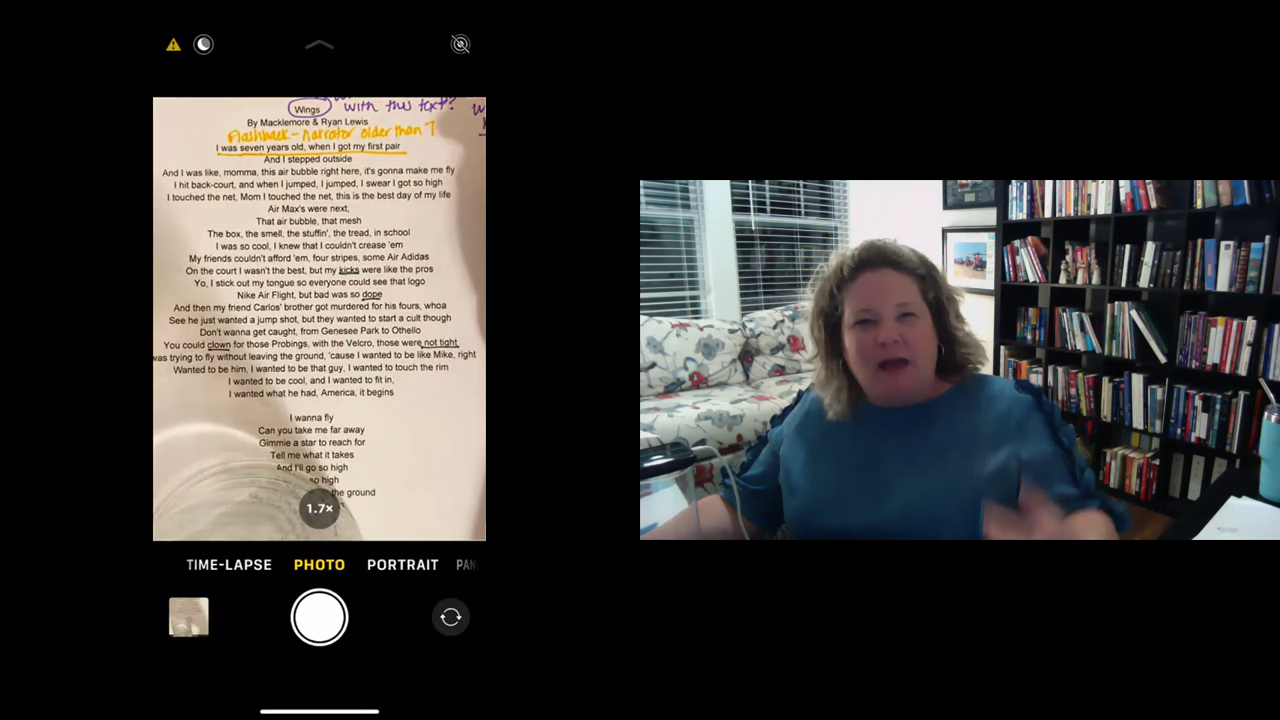 with this text?
Wings
By Macklemore & Ryan Lewis
Flashback - narrator older than 7
I was seven years old, when I got my first pair
And I stepped outside
And I was like, momma, this air bubble right here, it's gonna make me fly
I hit back-court, and when I jumped, I jumped, I swear I got so high
I touched the net, Mom I touched the net, this is the best day of my life
Air Max's were next,
That air bubble, that mesh
The box, the smell, the stuffin', the tread, in school
I was so cool, I knew that I couldn't crease 'em
My friends couldn't afford 'em, four stripes, some Air Adidas
On the court I wasn't the best, but my kicks were like the pros
Yo, I stick out my tongue so everyone could see that logo
Nike Air Flight, but bad was so dope
And then my friend Carlos' brother got murdered for his fours, whoa
See he just wanted a jump shot, but they wanted to start a cult though
Don't wanna get caught, from Genesee Park to Othello
You could clown for those Probings, with the Velcro, those were not tight
was trying to fly without leaving the ground, 'cause I wanted to be like Mike, right
Wanted to be him, I wanted to be that guy, I wanted to touch the rim
I wanted to be cool, and I wanted to fit in,
I wanted what he had, America, it begins
I wanna fly
Can you take me far away
Gimmie a star to reach for
Tell me what it takes
And I'll go so high
so high
the ground
1.7×
TIME-LAPSE PHOTO PORTRAIT PAN